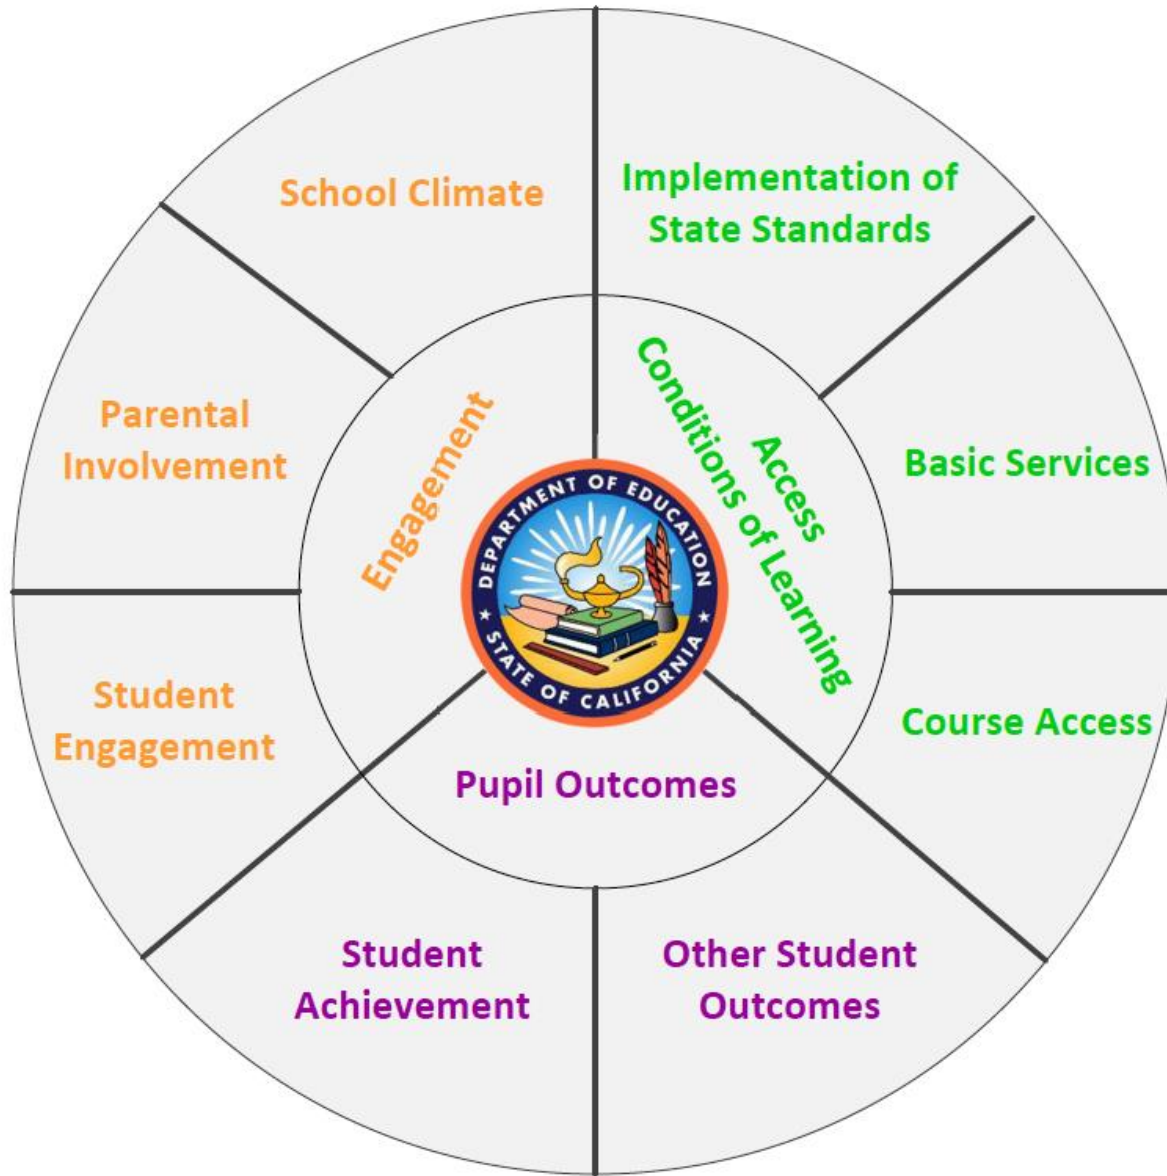 School Climate
Implementation of
State Standards
Parental
Involvement
Engagement
Access
Conditions of Learning
Basic Services
DEPARTMENT OF EDUCATION
STATE OF CALIFORNIA
Student
Engagement
Course Access
Pupil Outcomes
Student
Achievement
Other Student
Outcomes